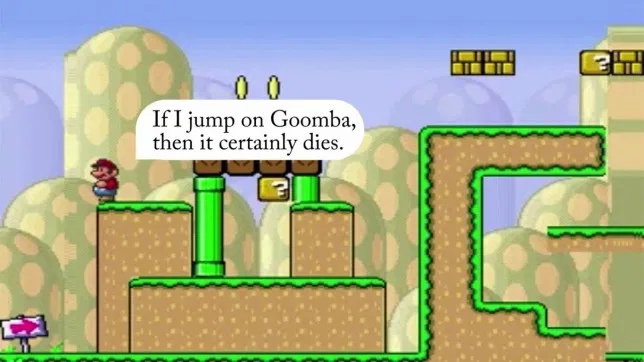 If I jump on Goomba,
then it certainly dies.
?
?